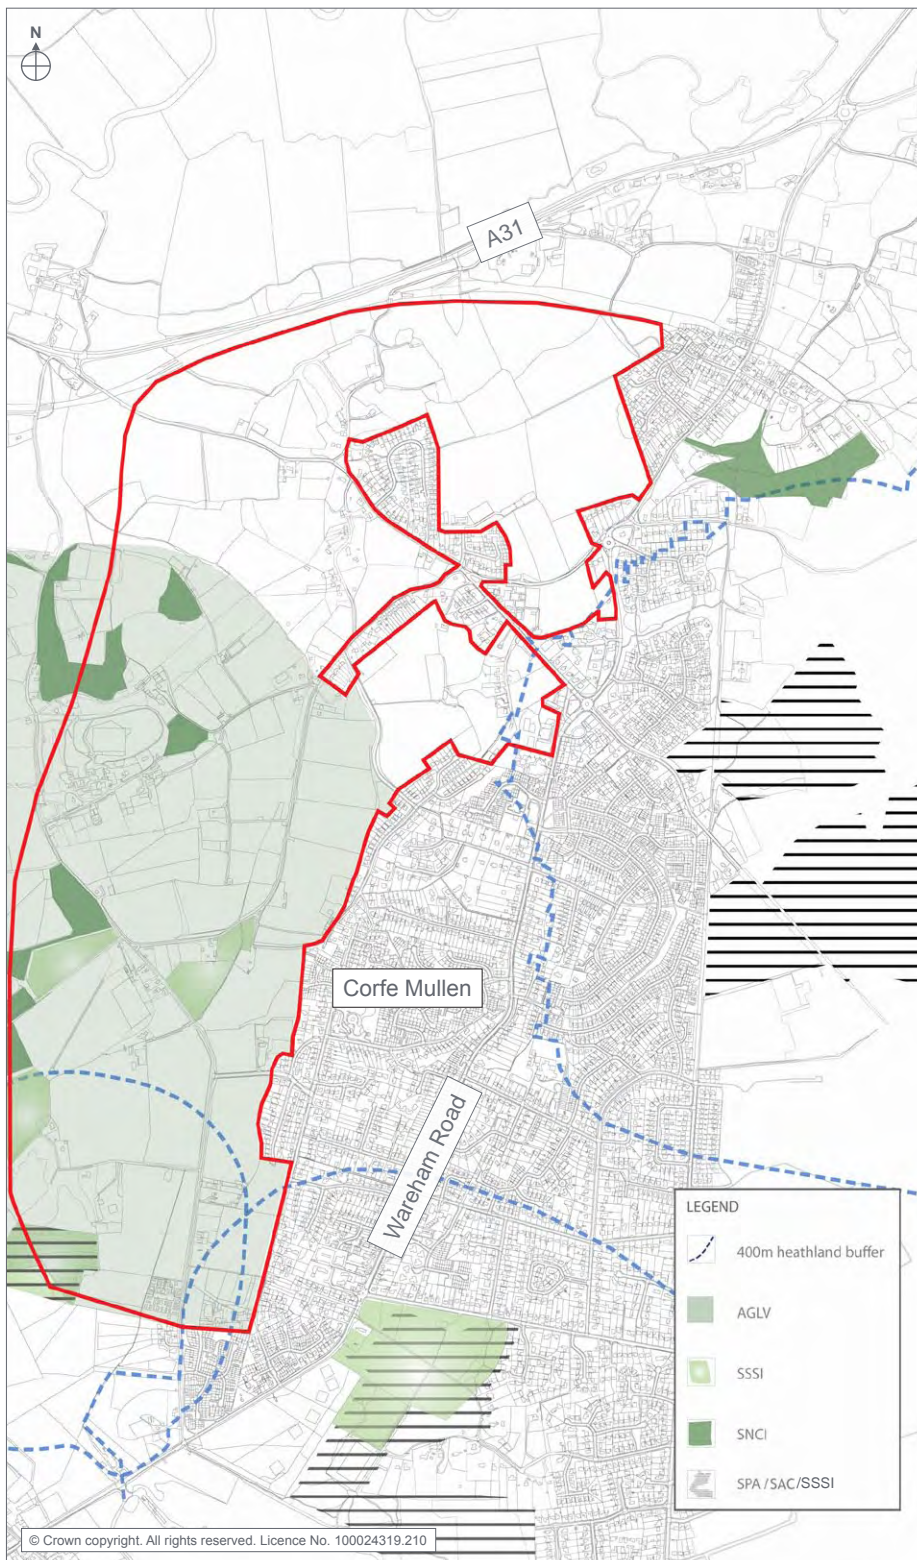 N
A31
Corfe Mullen
Wareham Road
LEGEND
400m heathland buffer
AGLV
SSSI
SNCI
SPA /SAC/SSSI
© Crown copyright. All rights reserved. Licence No. 100024319.210